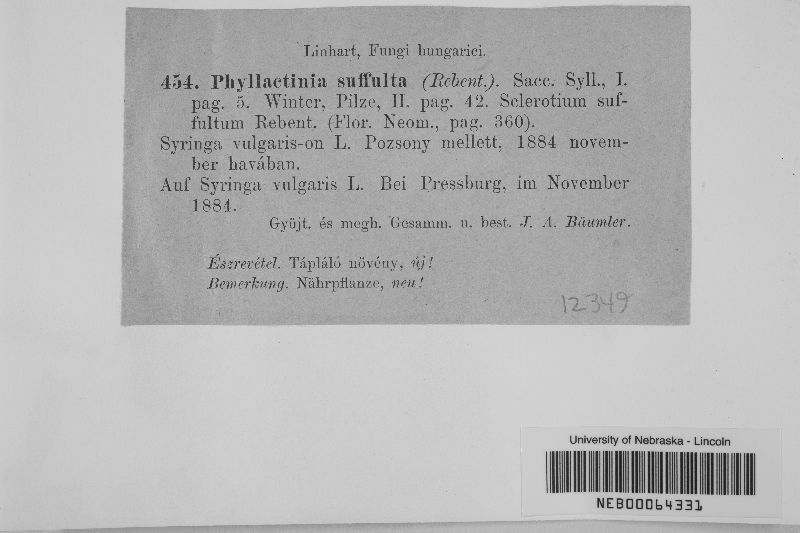 Linhart, Fungi hungarici.
454. Phyllactinia suffulta (Rebent.). Sacc. Syll., I.
pag. 5. Winter, Pilze, II. pag. 42. Sclerotium suf-
fultum Rebent. (Flor. Neom., pag. 360).
Syringa vulgaris-on L. Pozsony mellett, 1884 novem-
ber havában.
Auf Syringa vulgaris L. Bei Pressburg, im November
1884.
Gyüjt. és megh. Gesamm. u. best. J. A. Bäumler.
Észrevétel. Tápláló növény, új!
Bemerkung. Nährpflanze, neu!
12349
University of Nebraska - Lincoln
NEB00064331